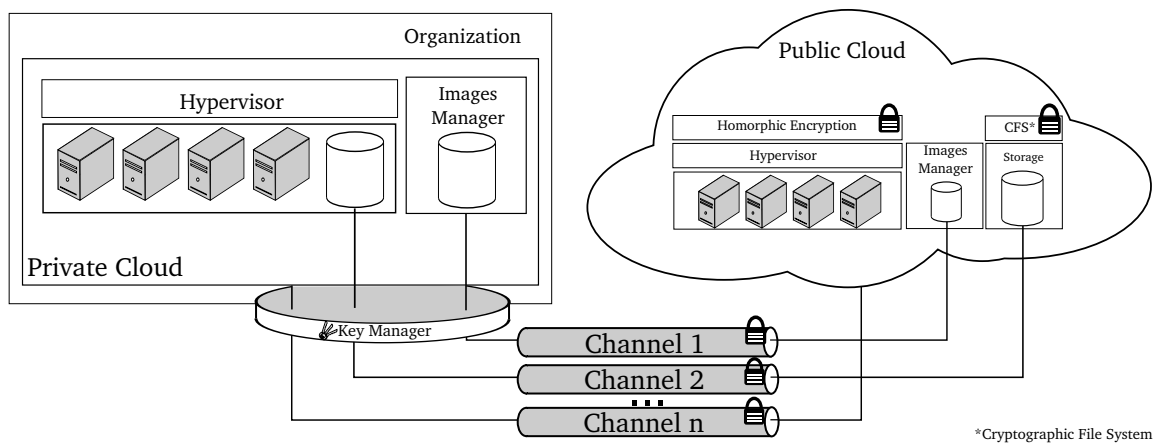 Organization
Hypervisor
Images
Manager
Private Cloud
Key Manager
Public Cloud
Homorphic Encryption
CFS*
Hypervisor
Images
Manager
Storage
Channel 1
Channel 2
...
Channel n
*Cryptographic File System